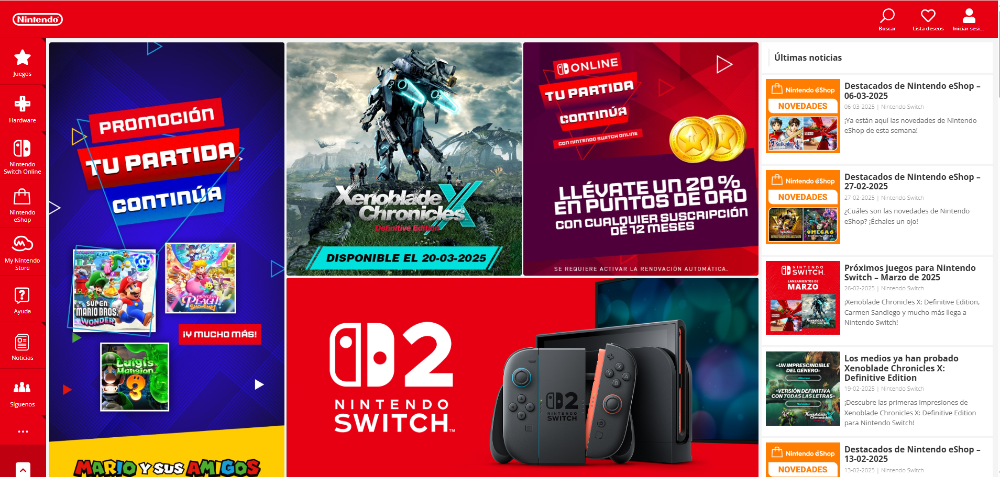 Nintendo
Buscar
Lista deseos
Iniciar sesi...
Juegos
Hardware
Nintendo
Switch Online
Nintendo
eShop
My Nintendo
Store
Ayuda
Noticias
Síguenos
...
PROMOCIÓN
TU PARTIDA
CONTINÚA
SUPER
MARIO BROS.
WONDER
PRINCESS
PEACH
SHOWTIME!
¡Y MUCHO MÁS!
Luigi's
Mansion
3
MARIO Y SUS AMIGOS
Xenoblade
Chronicles X
Definitive Edition
DISPONIBLE EL 20-03-2025
ONLINE
TU PARTIDA
CONTINÚA
CON NINTENDO SWITCH ONLINE
LLÉVATE UN 20 %
EN PUNTOS DE ORO
CON CUALQUIER SUSCRIPCIÓN
DE 12 MESES
SE REQUIERE ACTIVAR LA RENOVACIÓN AUTOMÁTICA.
2
NINTENDO
SWITCH™
X
Y
A
B
2
NINTENDO
SWITCH
Últimas noticias
Nintendo eShop
NOVEDADES
Suikoden
Destacados de Nintendo eShop –
06-03-2025
06-03-2025 | Nintendo Switch
¡Ya están aquí las novedades de Nintendo
eShop de esta semana!
Nintendo eShop
NOVEDADES
OMEGA 6
Destacados de Nintendo eShop –
27-02-2025
27-02-2025 | Nintendo Switch
¿Cuáles son las novedades de Nintendo
eShop? ¡Échales un ojo!
NINTENDO
SWITCH.
LANZAMIENTOS DE
MARZO
Xenoblade
Chronicles X
Próximos juegos para Nintendo
Switch – Marzo de 2025
26-02-2025 | Nintendo Switch
¡Xenoblade Chronicles X: Definitive Edition,
Carmen Sandiego y mucho más llega a
Nintendo Switch!
«UN IMPRESCINDIBLE
DEL GÉNERO»
«VERSIÓN DEFINITIVA
CON TODAS LAS LETRAS»
Xenoblade
Chronicles X
Los medios ya han probado
Xenoblade Chronicles X:
Definitive Edition
19-02-2025 | Nintendo Switch
¡Descubre las primeras impresiones de
Xenoblade Chronicles X: Definitive Edition
para Nintendo Switch!
Nintendo eShop
NOVEDADES
Destacados de Nintendo eShop –
13-02-2025
13-02-2025 | Nintendo Switch